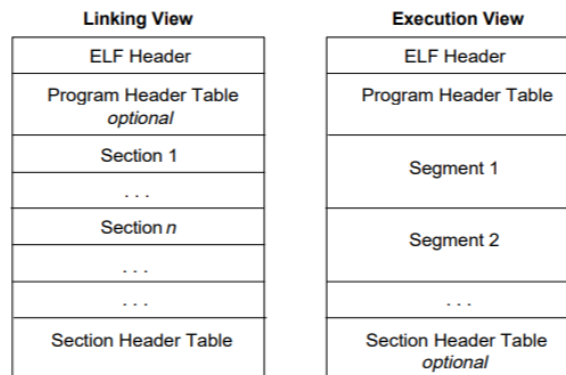 Linking View
ELF Header
Program Header Table
optional
Section 1
. . .
Section n
. . .
. . .
Section Header Table
Execution View
ELF Header
Program Header Table
Segment 1
Segment 2
. . .
Section Header Table
optional